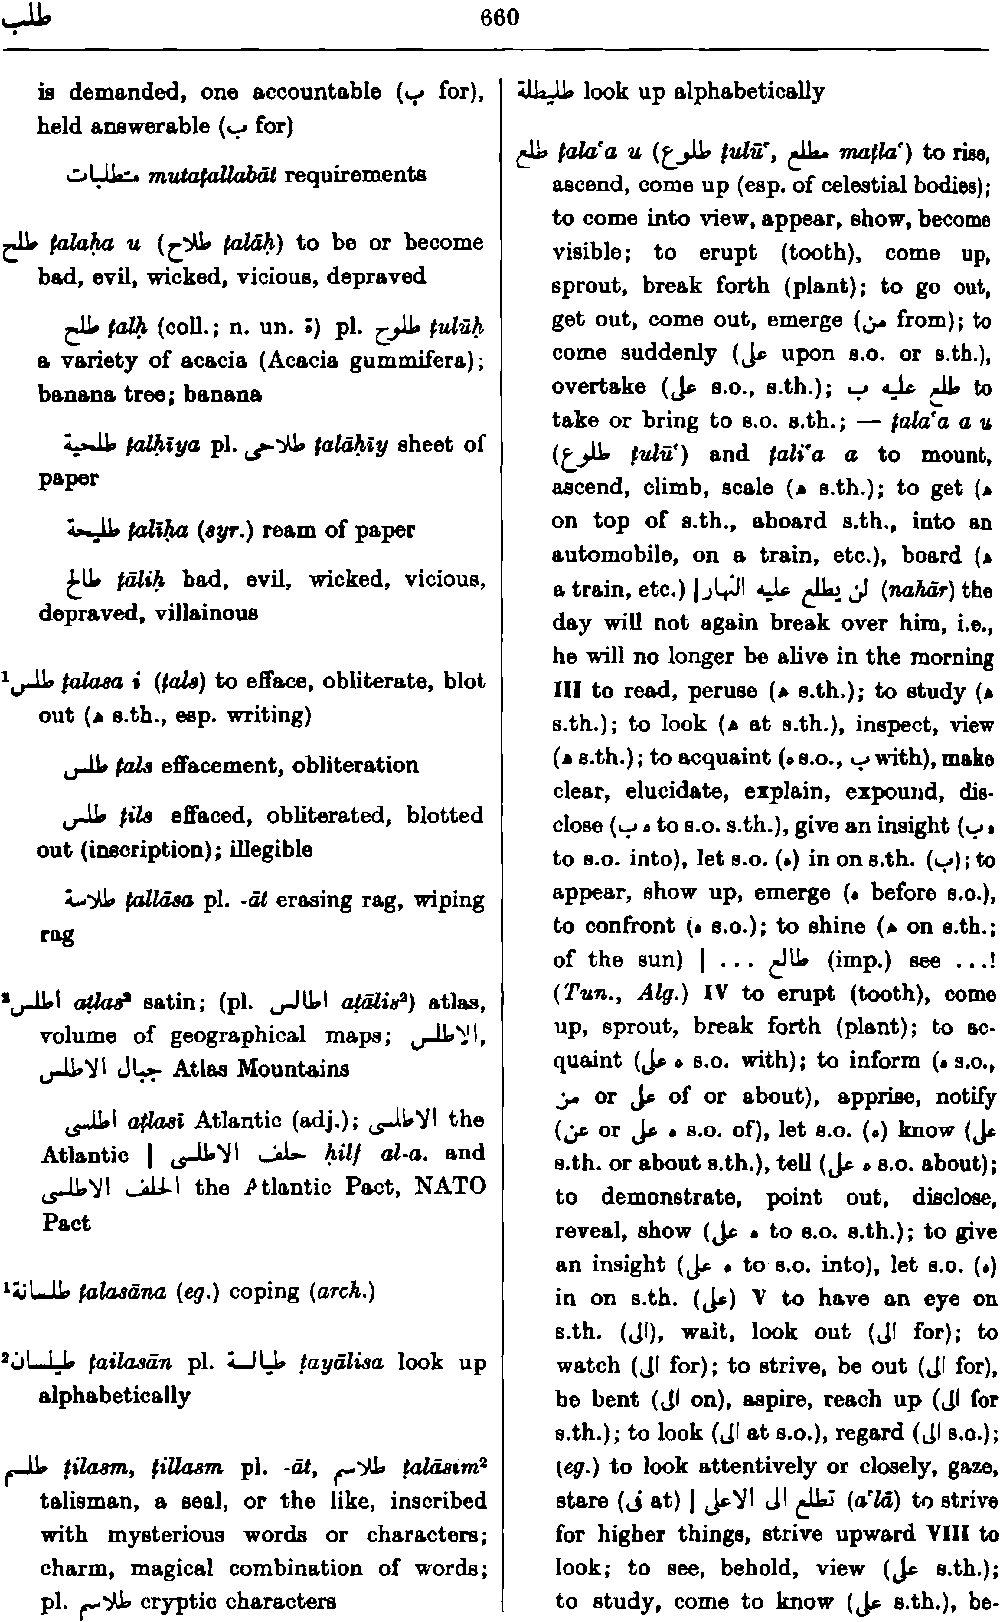 طلب
660
is demanded, one accountable (ب for),
held answerable (ب for)
متطلبات mutaṭallabāt requirements
طلح ṭalaḥa u (طلاح ṭalāḥ) to be or become
bad, evil, wicked, vicious, depraved
طلح ṭalḥ (coll.; n. un. ة) pl. طلوح ṭulūḥ
a variety of acacia (Acacia gummifera);
banana tree; banana
طلحية ṭalḥīya pl. طلاحى ṭalāḥīy sheet of
paper
طليحة ṭalīḥa (syr.) ream of paper
طالح ṭāliḥ bad, evil, wicked, vicious,
depraved, villainous
¹طلس ṭalasa i (ṭals) to efface, obliterate, blot
out (ه s.th., esp. writing)
طلس ṭals effacement, obliteration
طلس ṭils effaced, obliterated, blotted
out (inscription); illegible
طلاسة ṭallāsa pl. -āt erasing rag, wiping
rag
²اطلس aṭlas² satin; (pl. اطالس aṭālis²) atlas,
volume of geographical maps; الاطلس,
جبال الاطلس Atlas Mountains
اطلسى aṭlasī Atlantic (adj.); الاطلسى the
Atlantic | حلف الاطلسى ḥilf al-a. and
الحلف الاطلسى the Atlantic Pact, NATO
Pact
¹طلسانة ṭalasāna (eg.) coping (arch.)
²طيلسان ṭailasān pl. طيالسة ṭayālisa look up
alphabetically
طلسم ṭilasm, ṭillasm pl. -āt, طلاسم ṭalāsim²
talisman, a seal, or the like, inscribed
with mysterious words or characters;
charm, magical combination of words;
pl. طلاسم cryptic characters
طليطلة look up alphabetically
طلع ṭala‘a u (طلوع ṭulū‘, مطلع maṭla‘) to rise,
ascend, come up (esp. of celestial bodies);
to come into view, appear, show, become
visible; to erupt (tooth), come up,
sprout, break forth (plant); to go out,
get out, come out, emerge (من from); to
come suddenly (على upon s.o. or s.th.),
overtake (على s.o., s.th.); طلع عليه ب to
take or bring to s.o. s.th.; — ṭala‘a a u
(طلوع ṭulū‘) and ṭali‘a a to mount,
ascend, climb, scale (ه s.th.); to get (ه
on top of s.th., aboard s.th., into an
automobile, on a train, etc.), board (ه
a train, etc.) | لن يطلع عليه النهار (nahār) the
day will not again break over him, i.e.,
he will no longer be alive in the morning
III to read, peruse (ه s.th.); to study (ه
s.th.); to look (ه at s.th.), inspect, view
(ه s.th.); to acquaint (ه s.o., ب with), make
clear, elucidate, explain, expound, dis-
close (ه ب to s.o. s.th.), give an insight (ه ب
to s.o. into), let s.o. (ه) in on s.th. (ب); to
appear, show up, emerge (ه before s.o.),
to confront (ه s.o.); to shine (ه on s.th.;
of the sun) | ... طالع (imp.) see ...!
(Tun., Alg.) IV to erupt (tooth), come
up, sprout, break forth (plant); to ac-
quaint (ه على s.o. with); to inform (ه s.o.,
من or على of or about), apprise, notify
(ه على or عن s.o. of), let s.o. (ه) know (على
s.th. or about s.th.), tell (ه على s.o. about);
to demonstrate, point out, disclose,
reveal, show (ه على to s.o. s.th.); to give
an insight (ه على to s.o. into), let s.o. (ه)
in on s.th. (على) V to have an eye on
s.th. (الى), wait, look out (الى for); to
watch (الى for); to strive, be out (الى for),
be bent (الى on), aspire, reach up (الى for
s.th.); to look (الى at s.o.), regard (الى s.o.);
(eg.) to look attentively or closely, gaze,
stare (فى at) | تطلع الى الاعلى (a‘lā) to strive
for higher things, strive upward VIII to
look; to see, behold, view (على s.th.);
to study, come to know (على s.th.), be-